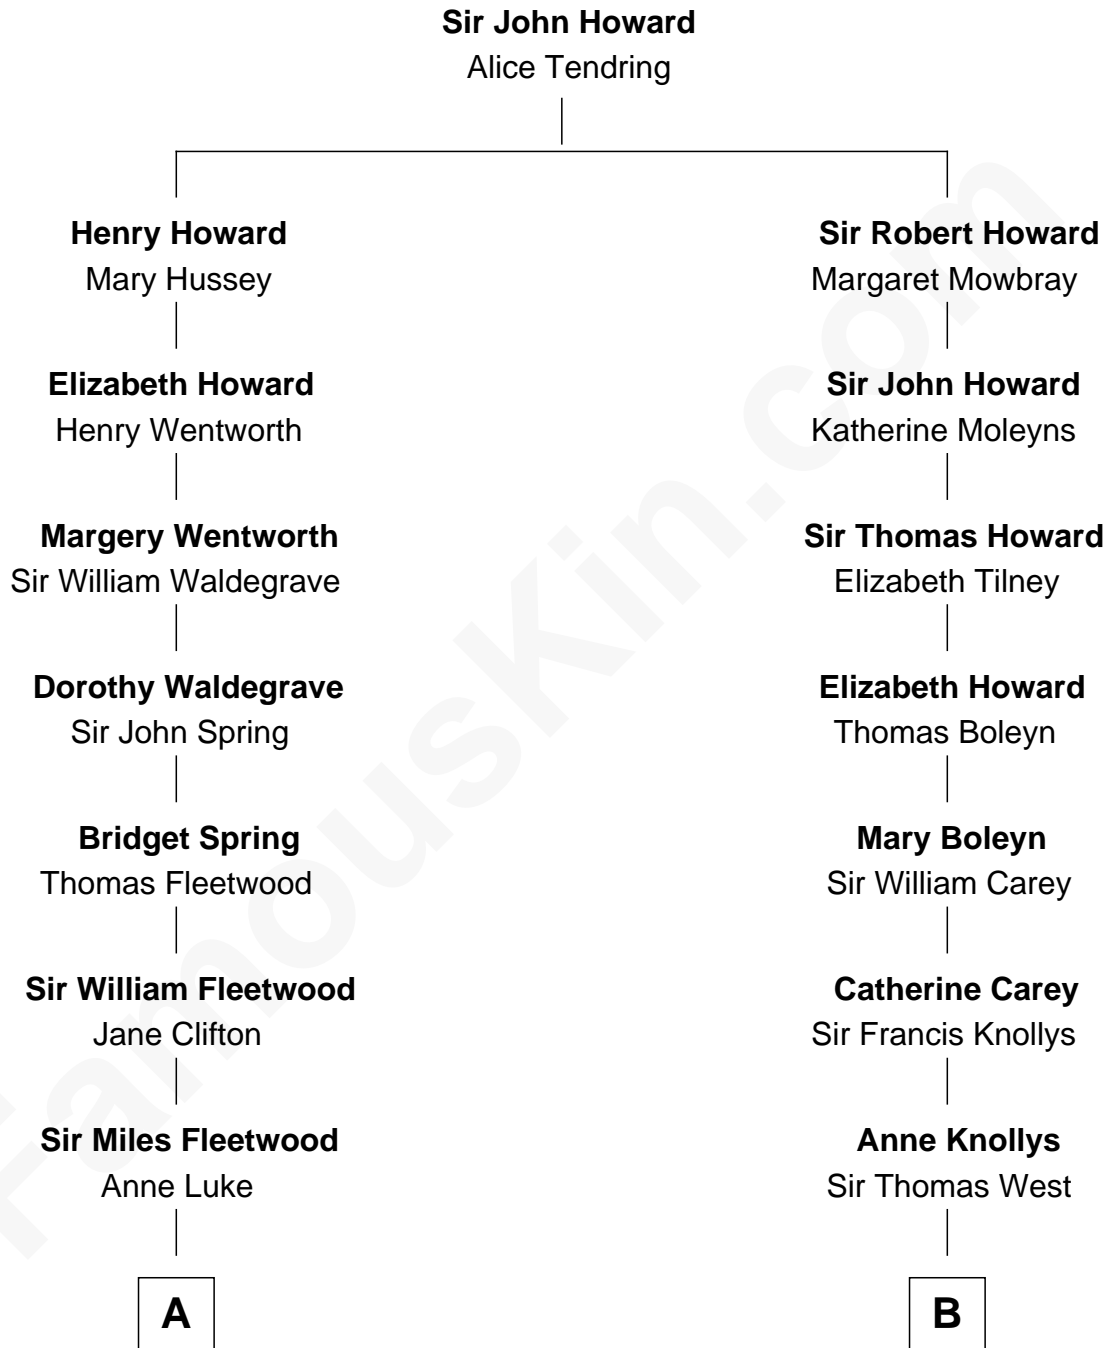 Sir John Howard
Alice Tendring
Henry Howard
Mary Hussey
Sir Robert Howard
Margaret Mowbray
Elizabeth Howard
Henry Wentworth
Sir John Howard
Katherine Moleyns
Margery Wentworth
Sir William Waldegrave
Sir Thomas Howard
Elizabeth Tilney
Dorothy Waldegrave
Sir John Spring
Elizabeth Howard
Thomas Boleyn
Bridget Spring
Thomas Fleetwood
Mary Boleyn
Sir William Carey
Sir William Fleetwood
Jane Clifton
Catherine Carey
Sir Francis Knollys
Sir Miles Fleetwood
Anne Luke
Anne Knollys
Sir Thomas West
A
B
FamousKin.com